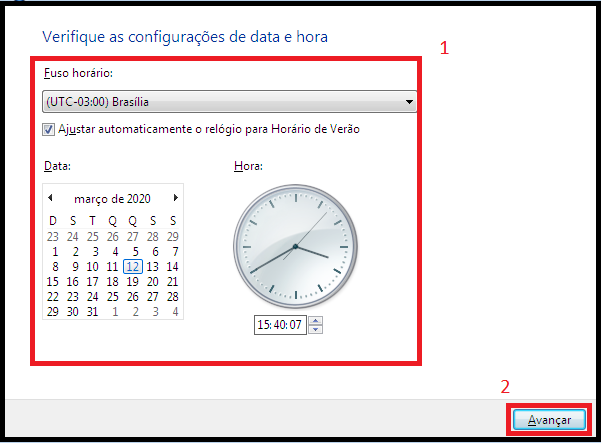 Verifique as configurações de data e hora
1
Fuso horário:
(UTC-03:00) Brasília
Ajustar automaticamente o relógio para Horário de Verão
Data:
Hora:
março de 2020
D S T Q Q S S
23 24 25 26 27 28 29
1 2 3 4 5 6 7
8 9 10 11 12 13 14
15 16 17 18 19 20 21
22 23 24 25 26 27 28
29 30 31 1 2 3 4
15:40:07
2
Avançar